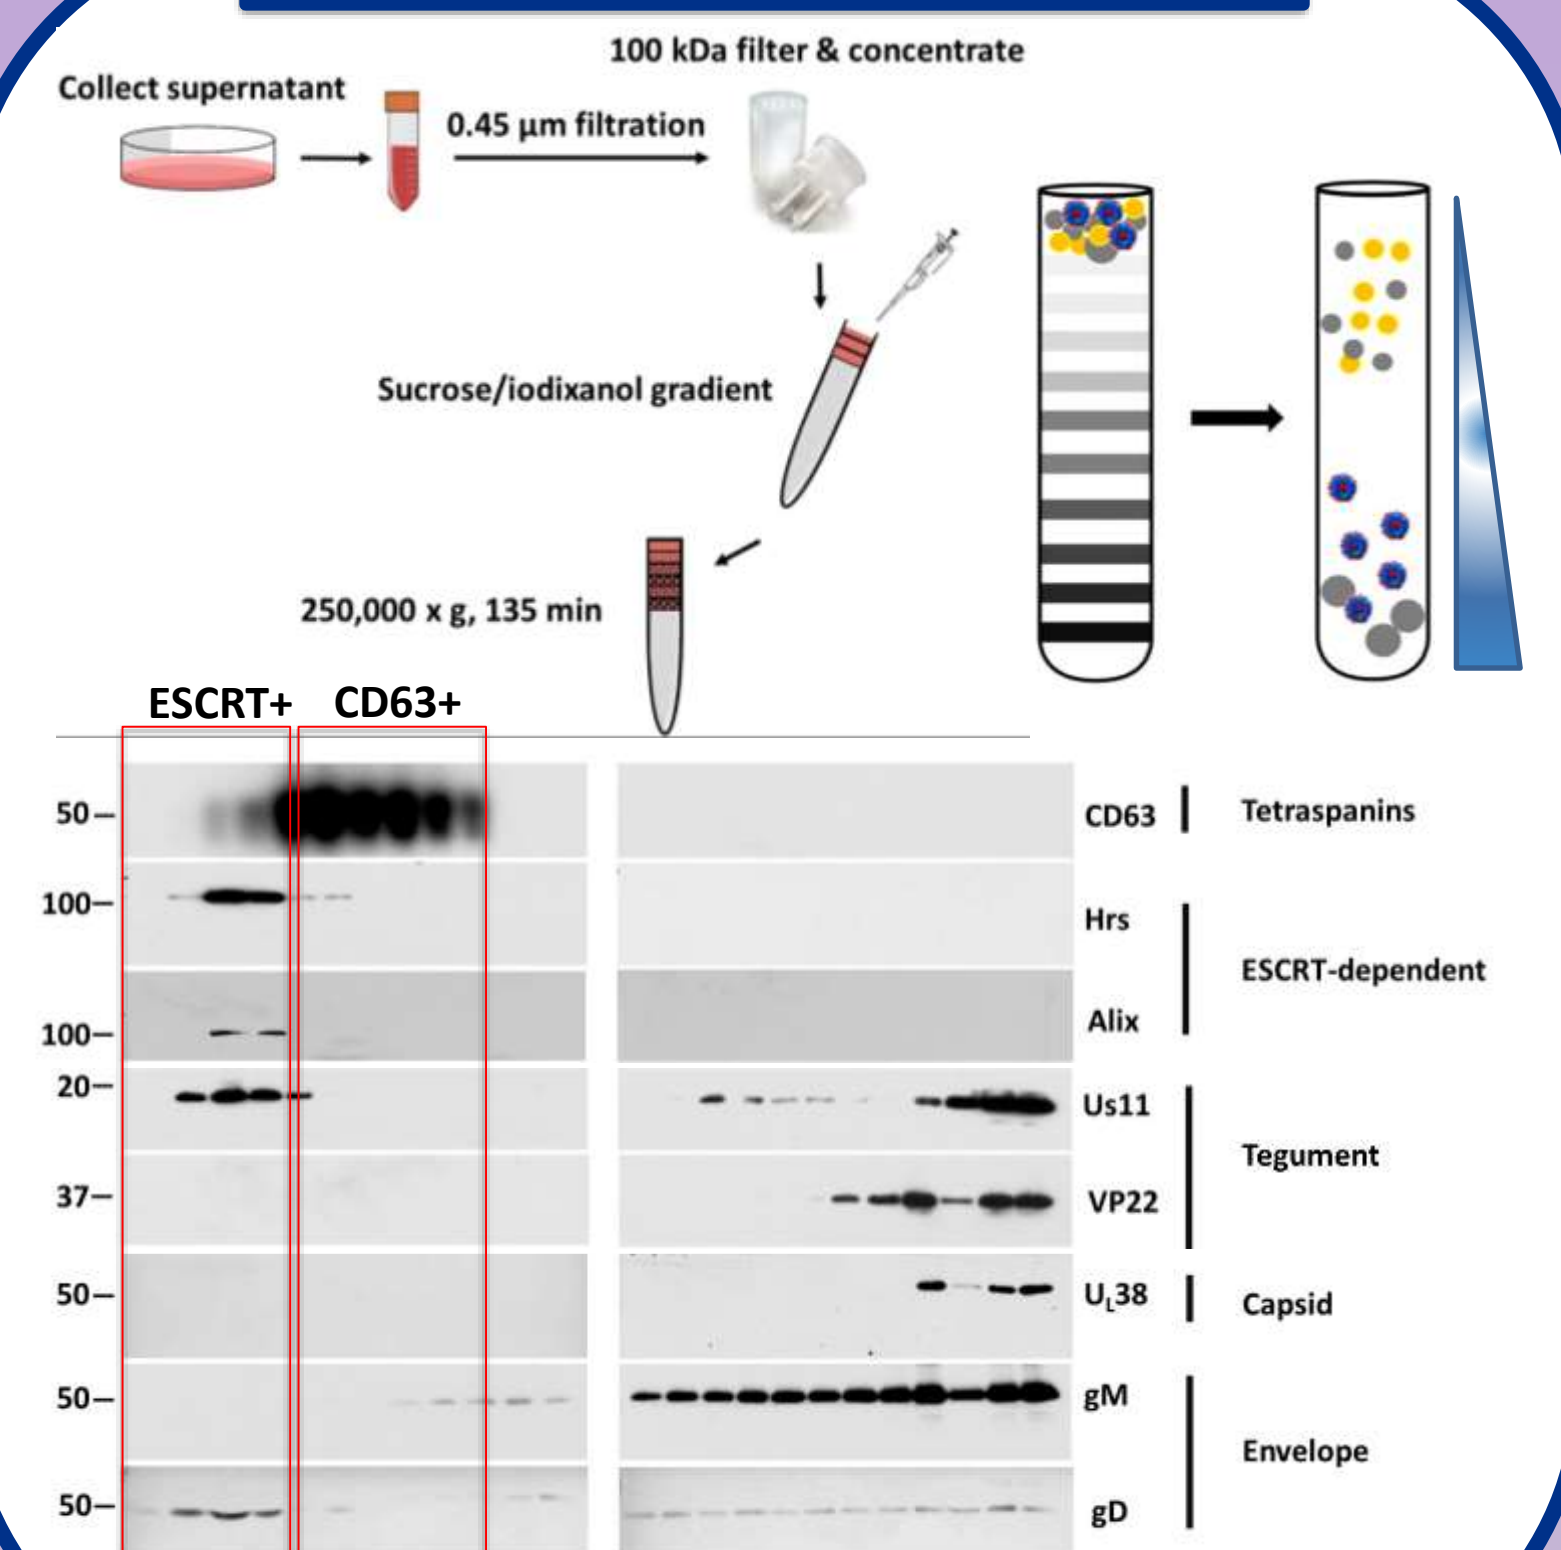 100 kDa filter & concentrate
Collect supernatant
0.45 µm filtration
Sucrose/iodixanol gradient
250,000 x g, 135 min
ESCRT+ CD63+
50 CD63 Tetraspanins
100 Hrs
ESCRT-dependent
100 Alix
20 Us11
Tegument
37 VP22
50 UL38 Capsid
50 gM
Envelope
50 gD